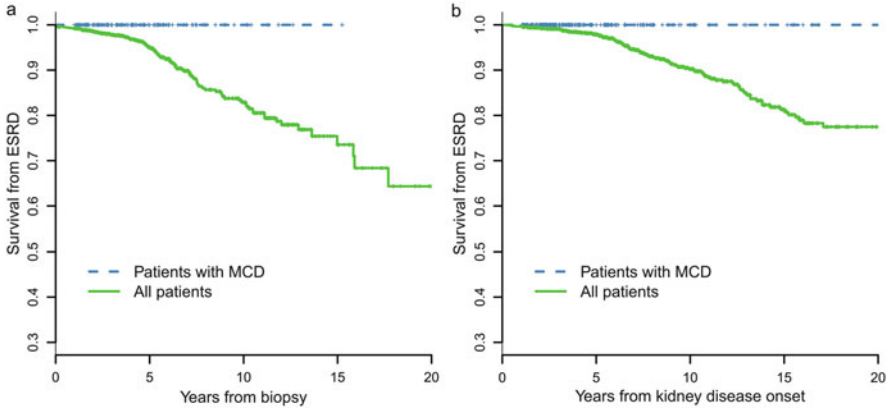 a
Survival from ESRD
1.0
0.9
0.8
0.7
0.6
0.5
0.4
0.3
Patients with MCD
All patients
0 5 10 15 20
Years from biopsy
b
Survival from ESRD
1.0
0.9
0.8
0.7
0.6
0.5
0.4
0.3
Patients with MCD
All patients
0 5 10 15 20
Years from kidney disease onset